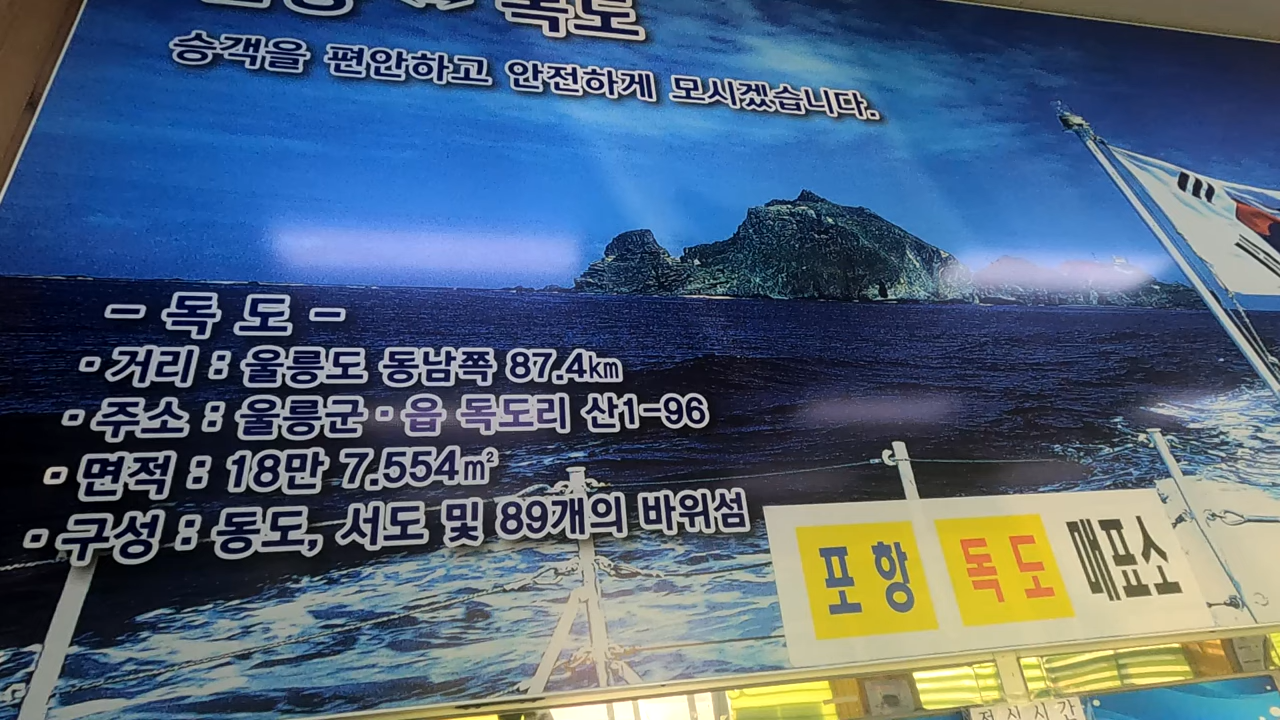 독도
승객을 편안하고 안전하게 모시겠습니다.
- 독 도 -
▫거리 : 울릉도 동남쪽 87.4km
▫주소 : 울릉군·읍 독도리 산1-96
▫면적 : 18만 7.554㎡
▫구성 : 동도, 서도 및 89개의 바위섬
포항 독도 매표소